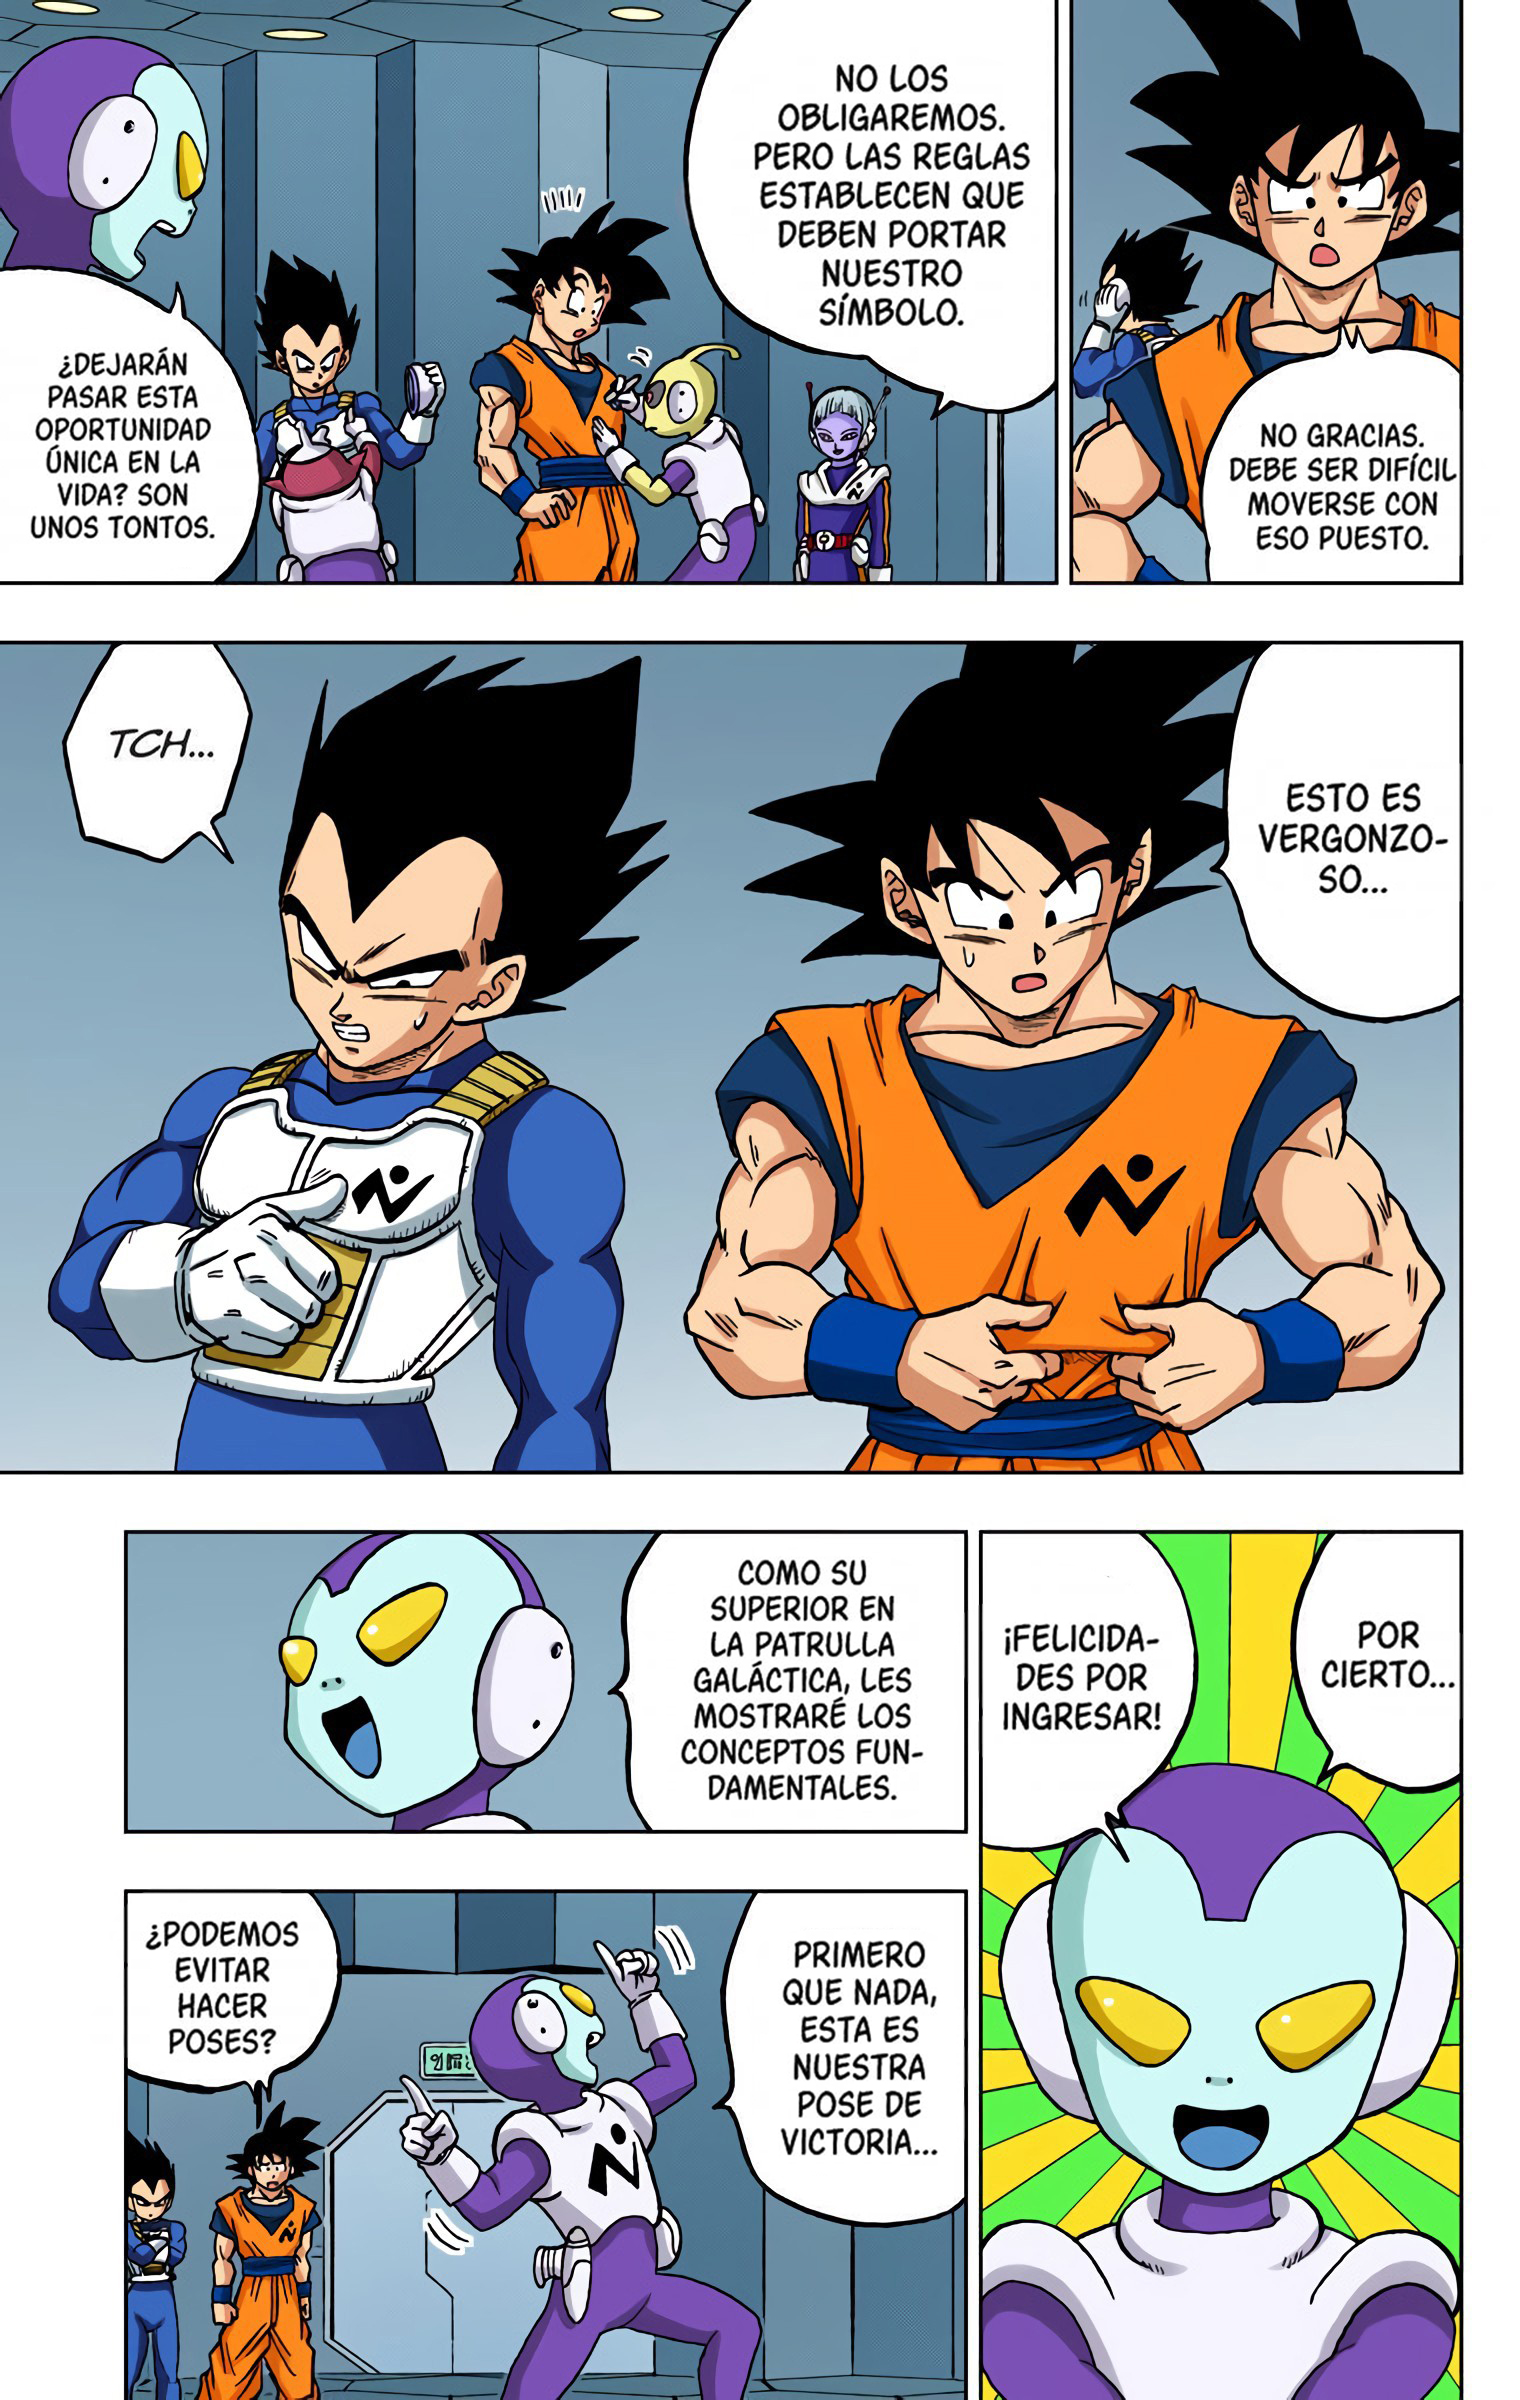 NO GRACIAS.
DEBE SER DIFÍCIL
MOVERSE CON
ESO PUESTO.
NO LOS
OBLIGAREMOS.
PERO LAS REGLAS
ESTABLECEN QUE
DEBEN PORTAR
NUESTRO
SÍMBOLO.
¿DEJARÁN
PASAR ESTA
OPORTUNIDAD
ÚNICA EN LA
VIDA? SON
UNOS TONTOS.
ESTO ES
VERGONZO-
SO...
TCH...
POR
CIERTO...
¡FELICIDA-
DES POR
INGRESAR!
COMO SU
SUPERIOR EN
LA PATRULLA
GALÁCTICA, LES
MOSTRARÉ LOS
CONCEPTOS FUN-
DAMENTALES.
PRIMERO
QUE NADA,
ESTA ES
NUESTRA
POSE DE
VICTORIA...
¿PODEMOS
EVITAR
HACER
POSES?